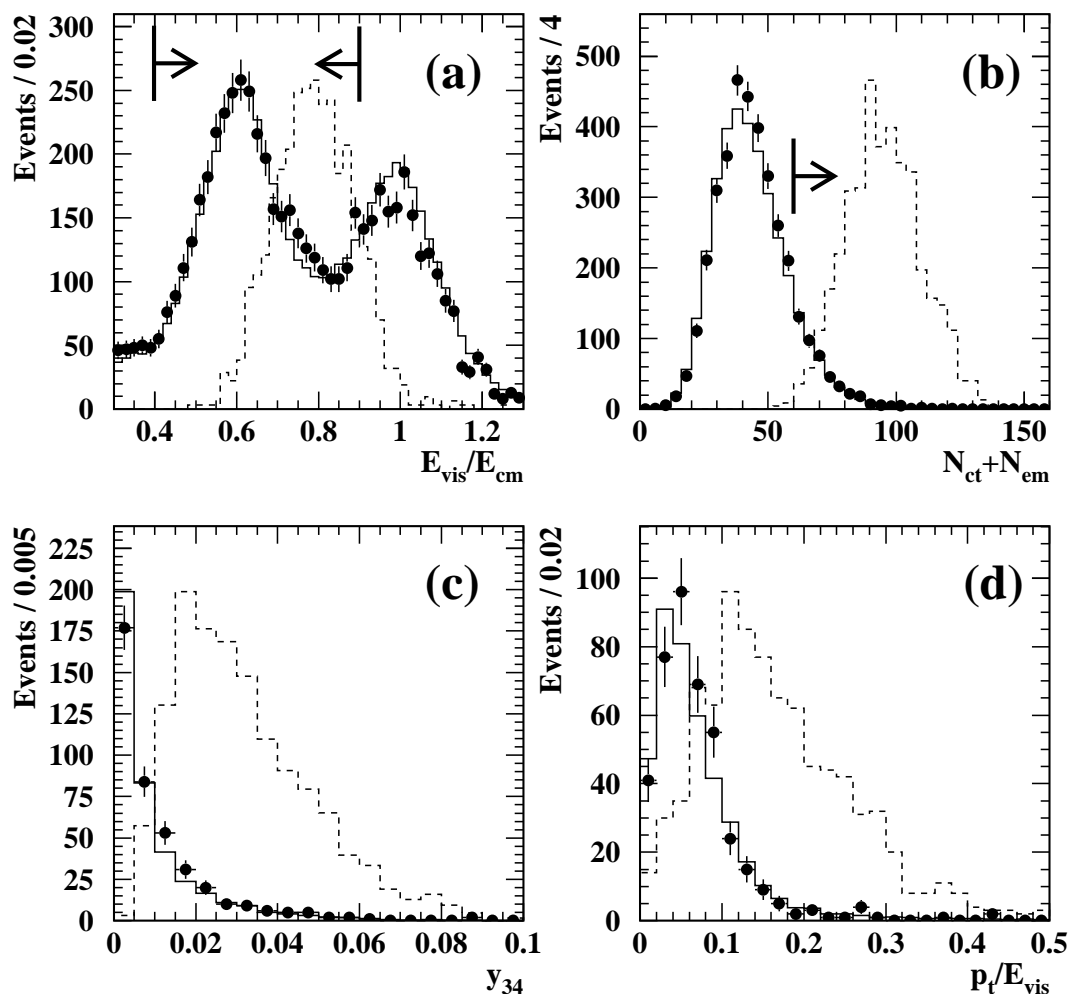 Events / 0.02
300
250
200
150
100
50
0
(a)
0.4 0.6 0.8 1 1.2
E_vis/E_cm
Events / 4
500
400
300
200
100
0
(b)
0 50 100 150
N_ct+N_em
Events / 0.005
225
200
175
150
125
100
75
50
25
0
(c)
0 0.02 0.04 0.06 0.08 0.1
y_34
Events / 0.02
100
80
60
40
20
0
(d)
0 0.1 0.2 0.3 0.4 0.5
p_t/E_vis